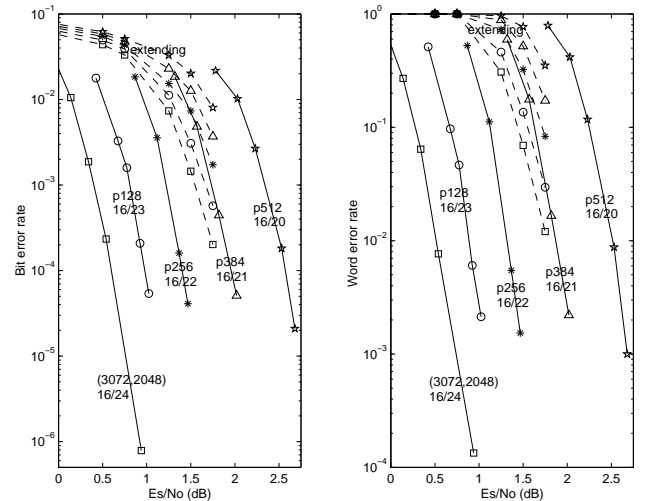 10^-1
10^-2
10^-3
10^-4
10^-5
10^-6
Bit error rate
extending
p128
16/23
p512
16/20
p256
16/22
p384
16/21
(3072,2048)
16/24
0 0.5 1 1.5 2 2.5
Es/No (dB)
10^0
10^-1
10^-2
10^-3
10^-4
Word error rate
extending
p128
16/23
p512
16/20
p256
16/22
p384
16/21
(3072,2048)
16/24
0 0.5 1 1.5 2 2.5
Es/No (dB)